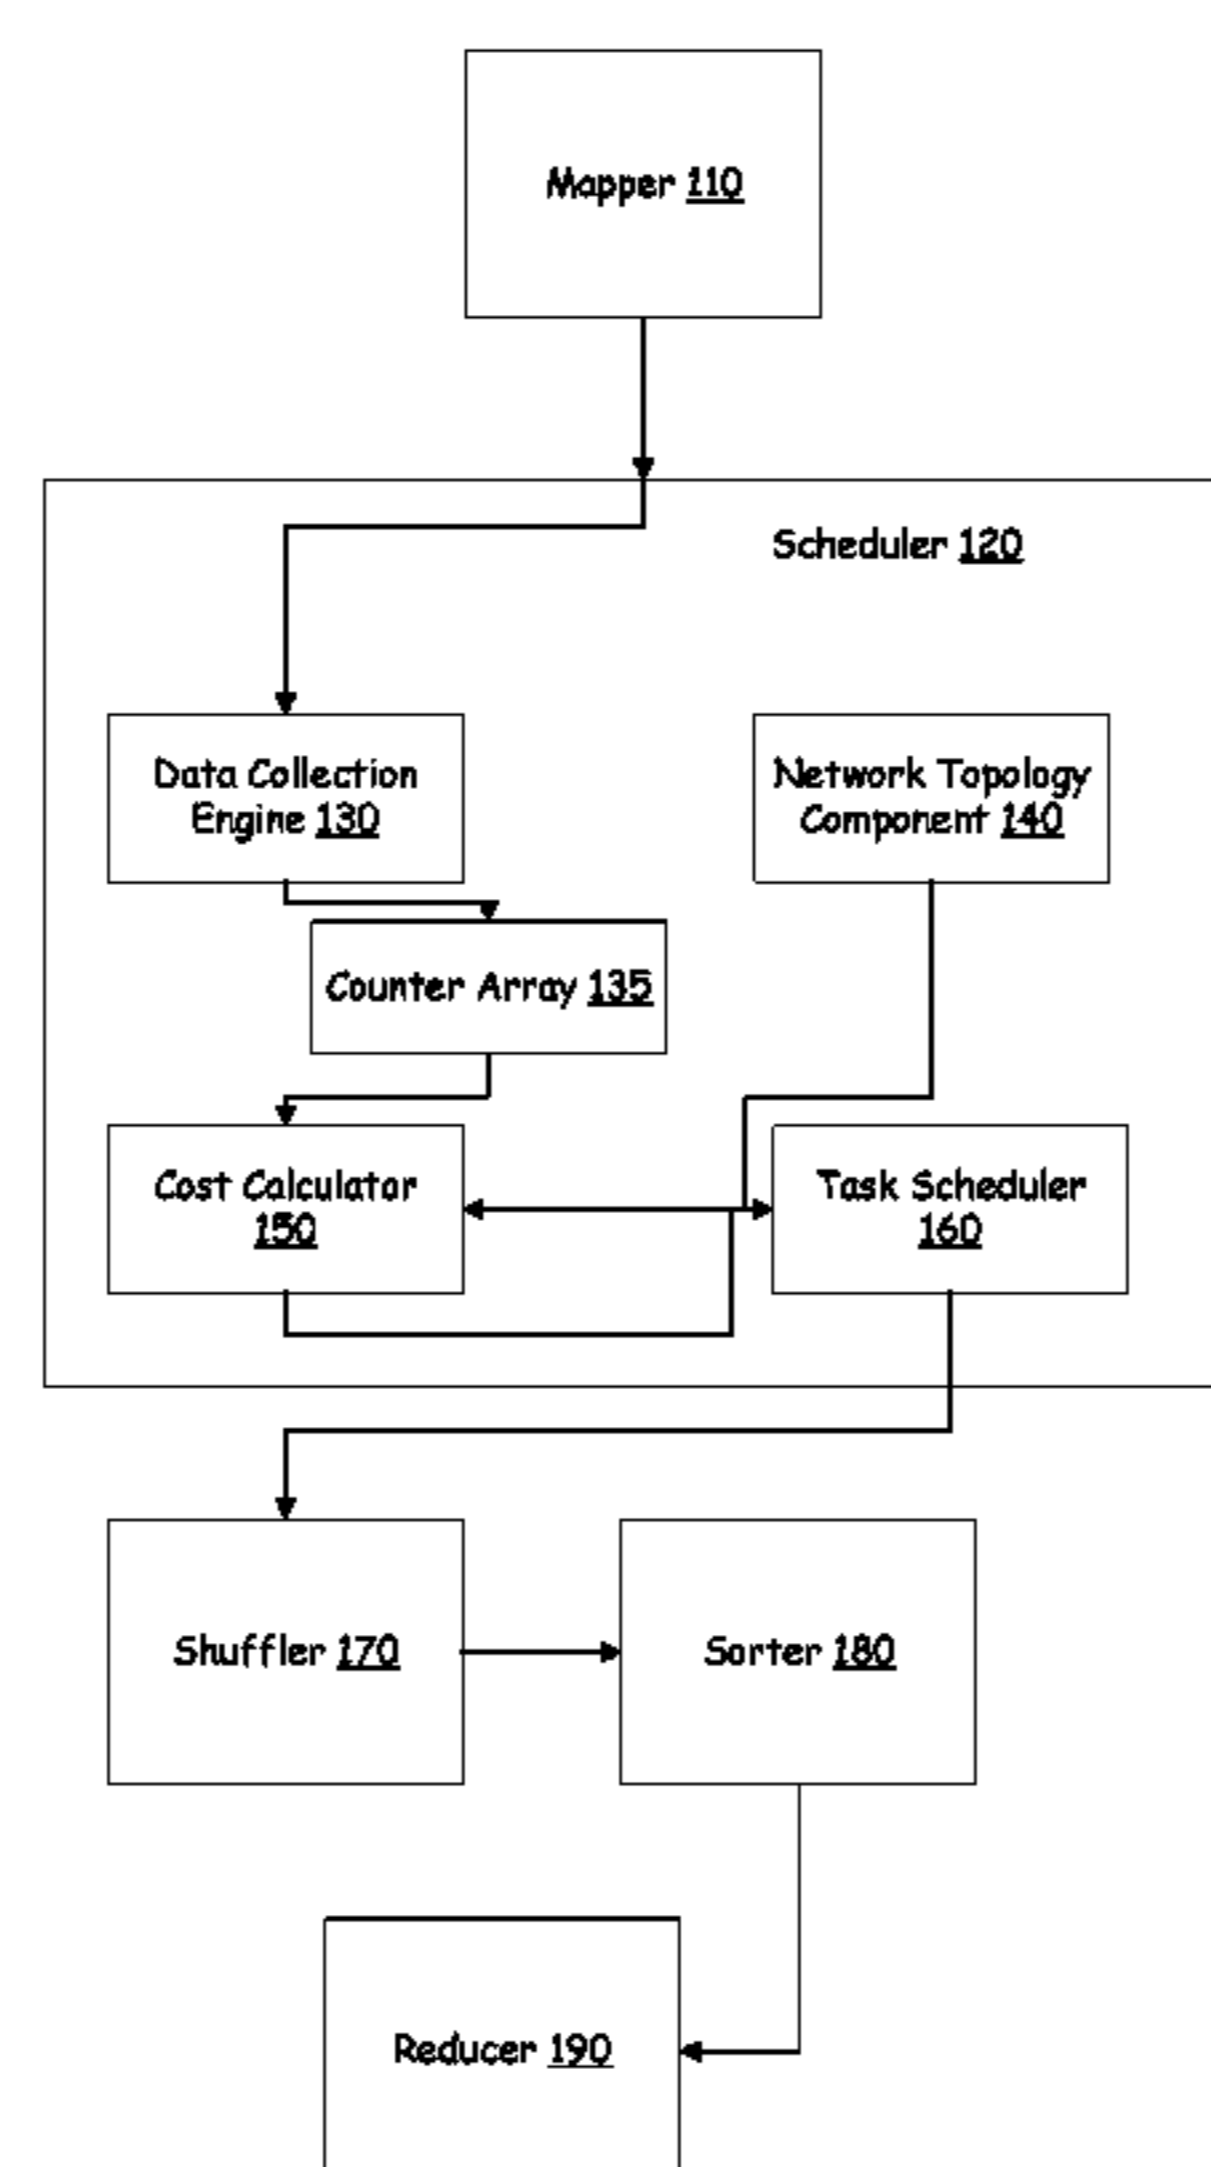 Mapper 110
Scheduler 120
Data Collection
Engine 130
Network Topology
Component 140
Counter Array 135
Cost Calculator
150
Task Scheduler
160
Shuffler 170
Sorter 180
Reducer 190